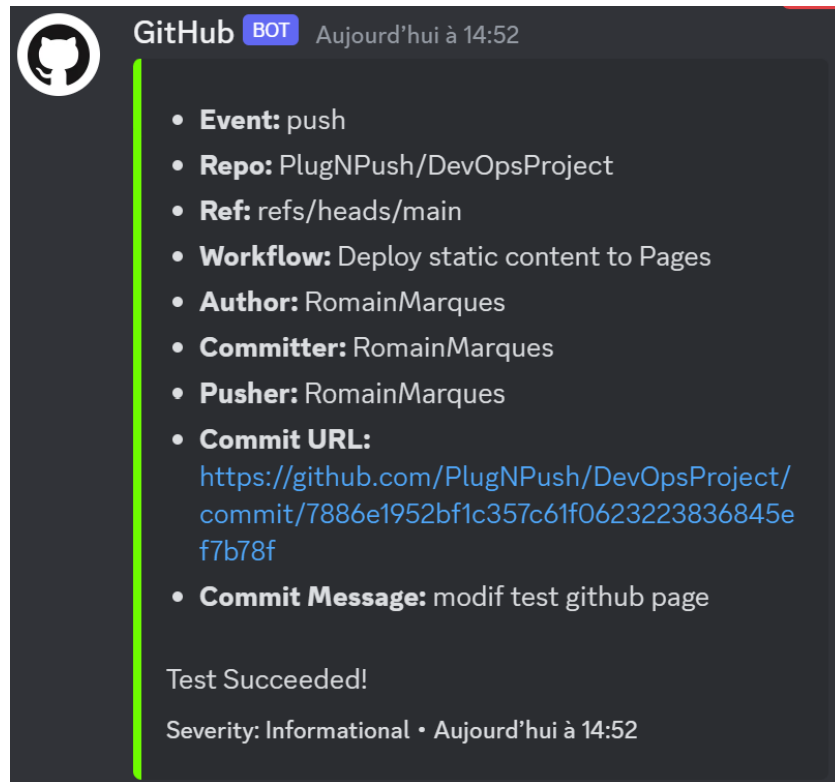 GitHub BOT Aujourd’hui à 14:52
• Event: push
• Repo: PlugNPush/DevOpsProject
• Ref: refs/heads/main
• Workflow: Deploy static content to Pages
• Author: RomainMarques
• Committer: RomainMarques
• Pusher: RomainMarques
• Commit URL:
https://github.com/PlugNPush/DevOpsProject/
commit/7886e1952bf1c357c61f0623223836845e
f7b78f
• Commit Message: modif test github page
Test Succeeded!
Severity: Informational • Aujourd’hui à 14:52